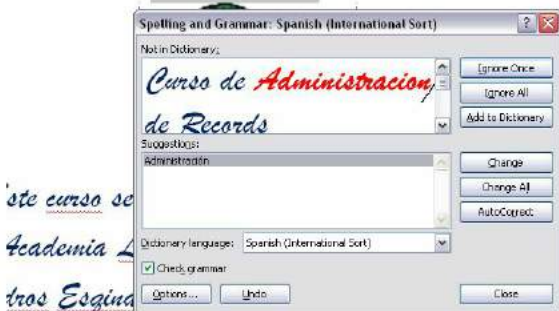 Spelling and Grammar: Spanish (International Sort)
Not in Dictionary:
Curso de Administracion,
de Records
Ignore Once
Ignore All
Add to Dictionary
Suggestions:
Administración
Change
Change All
AutoCorrect
Dictionary language: Spanish (International Sort)
Check grammar
Options... Undo Close
ste curso se
Academia
dros Esgina